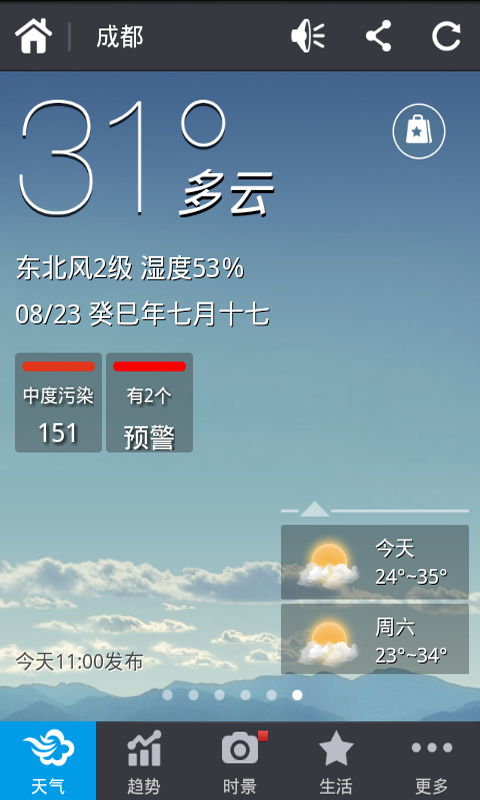 成都
31°
多云
东北风2级 湿度53%
08/23 癸巳年七月十七
中度污染
151
有2个
预警
今天
24°~35°
周六
23°~34°
今天11:00发布
天气
趋势
时景
生活
更多